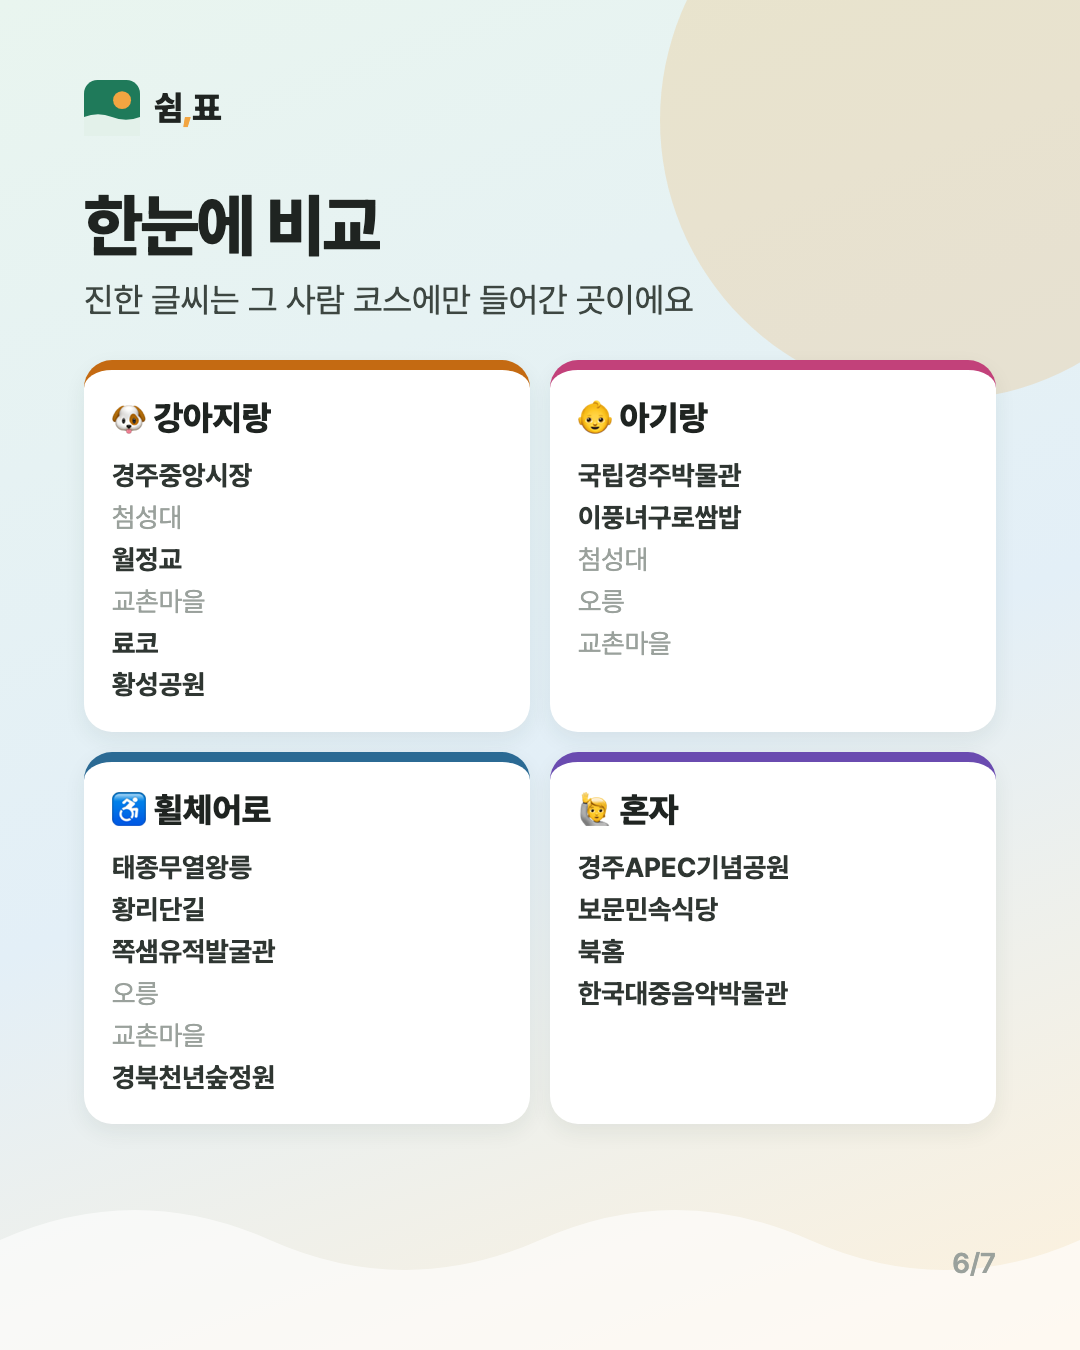 쉼,표
한눈에 비교
진한 글씨는 그 사람 코스에만 들어간 곳이에요
강아지랑
경주중앙시장
첨성대
월정교
교촌마을
료코
황성공원
아기랑
국립경주박물관
이풍녀구로쌈밥
첨성대
오릉
교촌마을
휠체어로
태종무열왕릉
황리단길
쪽샘유적발굴관
오릉
교촌마을
경북천년숲정원
혼자
경주APEC기념공원
보문민속식당
북홈
한국대중음악박물관
6/7